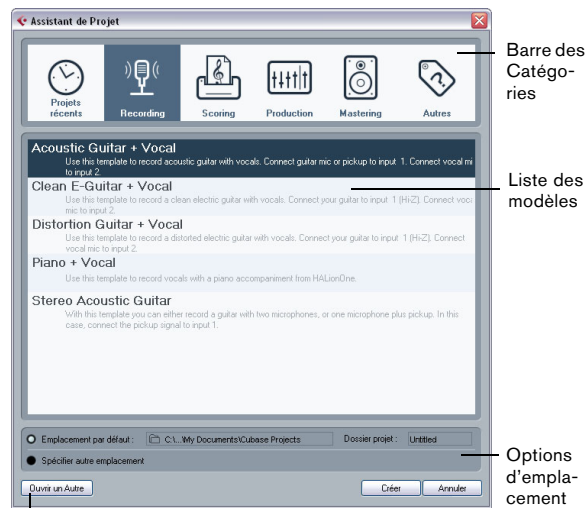 Assistant de Projet
Projets
récents
Recording
Scoring
Production
Mastering
Autres
Barre des
Catégo-
ries
Acoustic Guitar + Vocal
Use this template to record acoustic guitar with vocals. Connect guitar mic or pickup to input 1. Connect vocal mi
to input 2.
Clean E-Guitar + Vocal
Use this template to record a clean electric guitar with vocals. Connect your guitar to input 1 (Hi-Z). Connect voca
mic to input 2.
Liste des
modèles
Distortion Guitar + Vocal
Use this template to record a distorted electric guitar with vocals. Connect your guitar to input 1 (Hi-Z). Connect
vocal mic to input 2.
Piano + Vocal
Use this template to record vocals with a piano accompaniment from HALionOne.
Stereo Acoustic Guitar
With this template you can either record a guitar with two microphones, or one microphone plus pickup. In this
case, connect the pickup signal to input 1.
Emplacement par défaut : C:\...\My Documents\Cubase Projects Dossier projet : Untitled
Spécifier autre emplacement
Options
d'empla-
cement
Ouvrir un Autre Créer Annuler